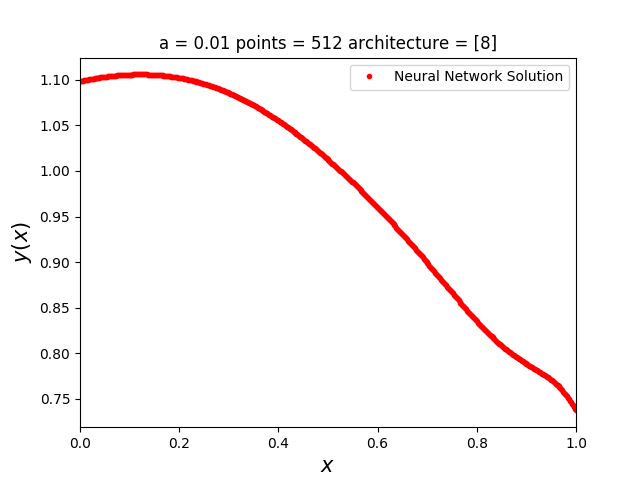 a = 0.01 points = 512 architecture = [8]
Neural Network Solution
1.10
1.05
1.00
0.95
0.90
0.85
0.80
0.75
y(x)
0.0 0.2 0.4 0.6 0.8 1.0
x